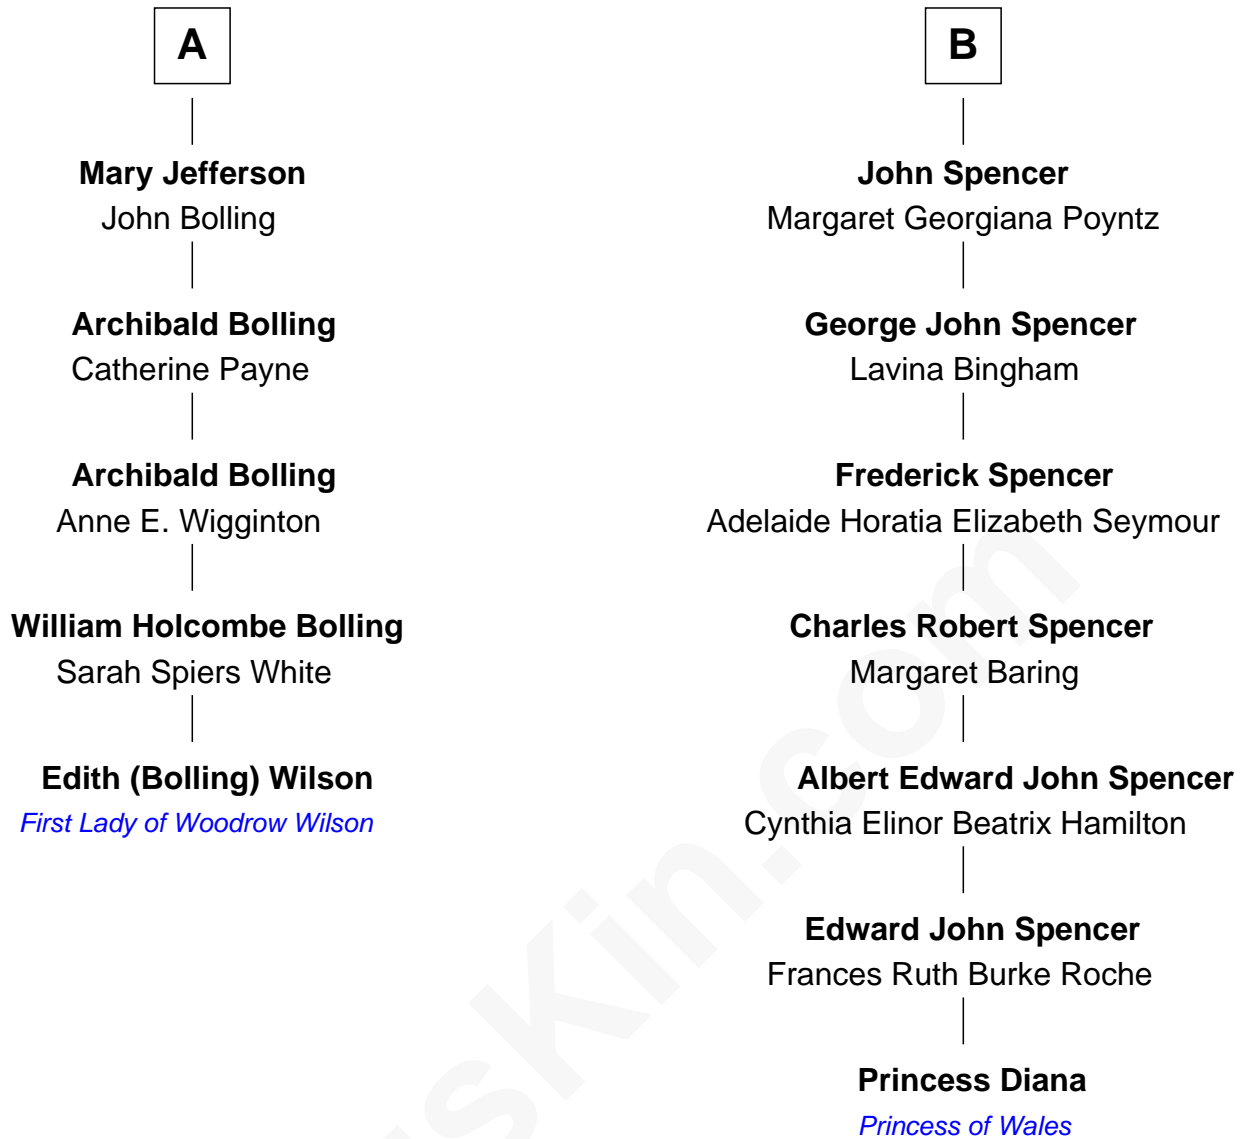 A
Mary Jefferson
John Bolling
Archibald Bolling
Catherine Payne
Archibald Bolling
Anne E. Wigginton
William Holcombe Bolling
Sarah Spiers White
Edith (Bolling) Wilson
First Lady of Woodrow Wilson
B
John Spencer
Margaret Georgiana Poyntz
George John Spencer
Lavina Bingham
Frederick Spencer
Adelaide Horatia Elizabeth Seymour
Charles Robert Spencer
Margaret Baring
Albert Edward John Spencer
Cynthia Elinor Beatrix Hamilton
Edward John Spencer
Frances Ruth Burke Roche
Princess Diana
Princess of Wales